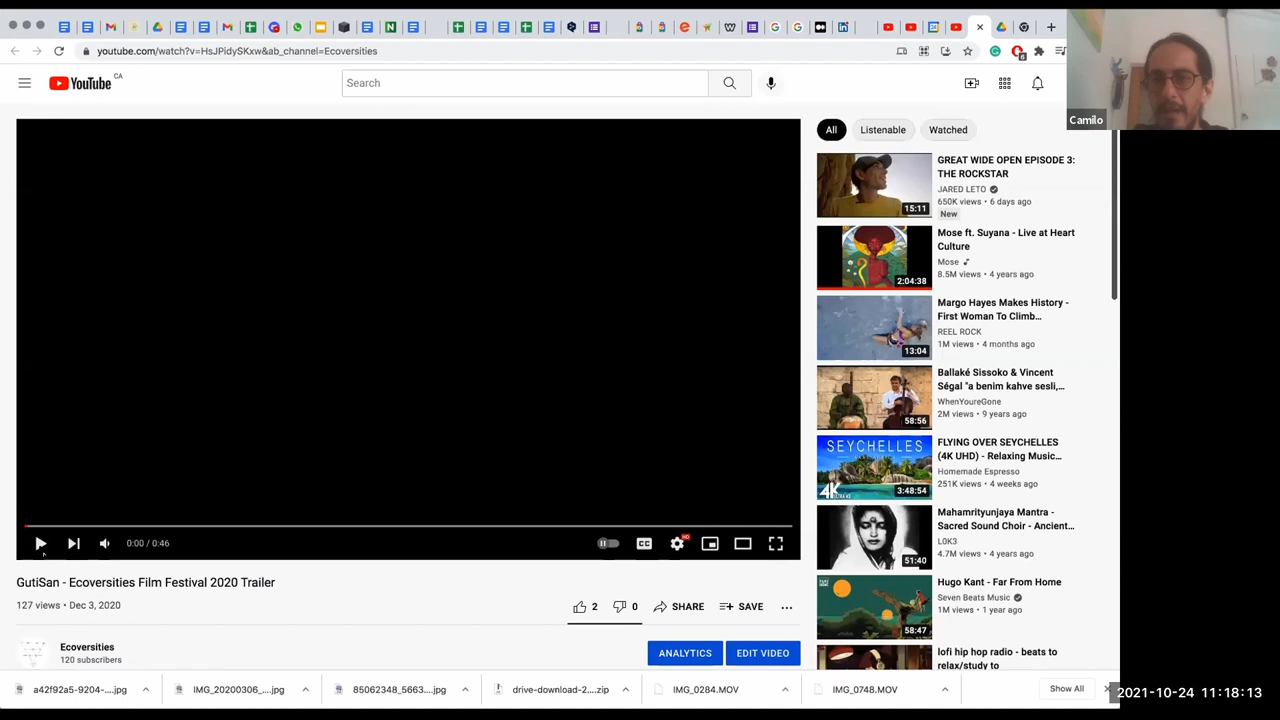 youtube.com/watch?v=HsJPidySKxw&ab_channel=Ecoversities
YouTube CA
Search
Camilo
All
Listenable
Watched
GREAT WIDE OPEN EPISODE 3:
THE ROCKSTAR
JARED LETO
650K views • 6 days ago
New
15:11
Mose ft. Suyana - Live at Heart
Culture
Mose
8.5M views • 4 years ago
2:04:38
Margo Hayes Makes History -
First Woman To Climb...
REEL ROCK
1M views • 4 months ago
13:04
Ballaké Sissoko & Vincent
Ségal "a benim kahve sesli,...
WhenYoureGone
2M views • 9 years ago
58:56
SEYCHELLES
4K
3:48:54
FLYING OVER SEYCHELLES
(4K UHD) - Relaxing Music...
Homemade Espresso
251K views • 4 weeks ago
Mahamrityunjaya Mantra -
Sacred Sound Choir - Ancient...
L0K3
4.7M views • 4 years ago
51:40
Hugo Kant - Far From Home
Seven Beats Music
1M views • 1 year ago
58:47
lofi hip hop radio - beats to
relax/study to
0:00 / 0:46
CC
HD
GutiSan - Ecoversities Film Festival 2020 Trailer
127 views • Dec 3, 2020
2
0
SHARE
SAVE
Ecoversities
120 subscribers
ANALYTICS
EDIT VIDEO
a42f92a5-9204-....jpg
IMG_20200306_....jpg
85062348_5663....jpg
drive-download-2....zip
IMG_0284.MOV
IMG_0748.MOV
Show All
2021-10-24 11:18:13